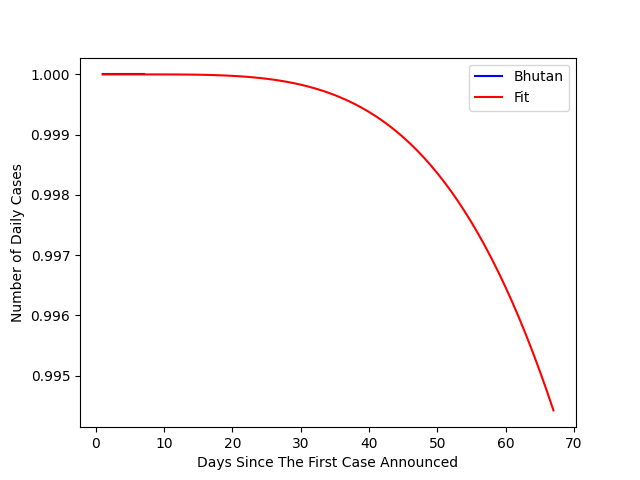 Bhutan
Fit
1.000
0.999
0.998
0.997
0.996
0.995
Number of Daily Cases
0 10 20 30 40 50 60 70
Days Since The First Case Announced